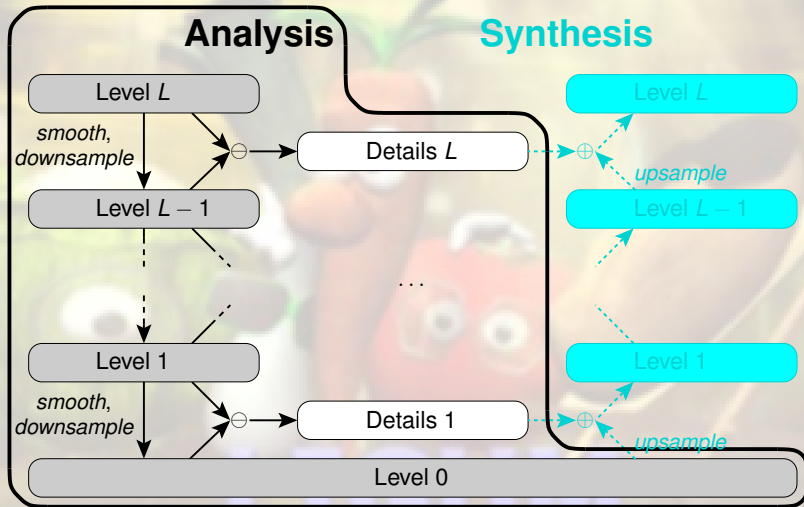 Analysis Synthesis
Level L Level L
smooth,
downsample
⊖ Details L ⊕
upsample
Level L − 1 Level L − 1
...
Level 1 Level 1
smooth,
downsample
⊖ Details 1 ⊕
upsample
Level 0